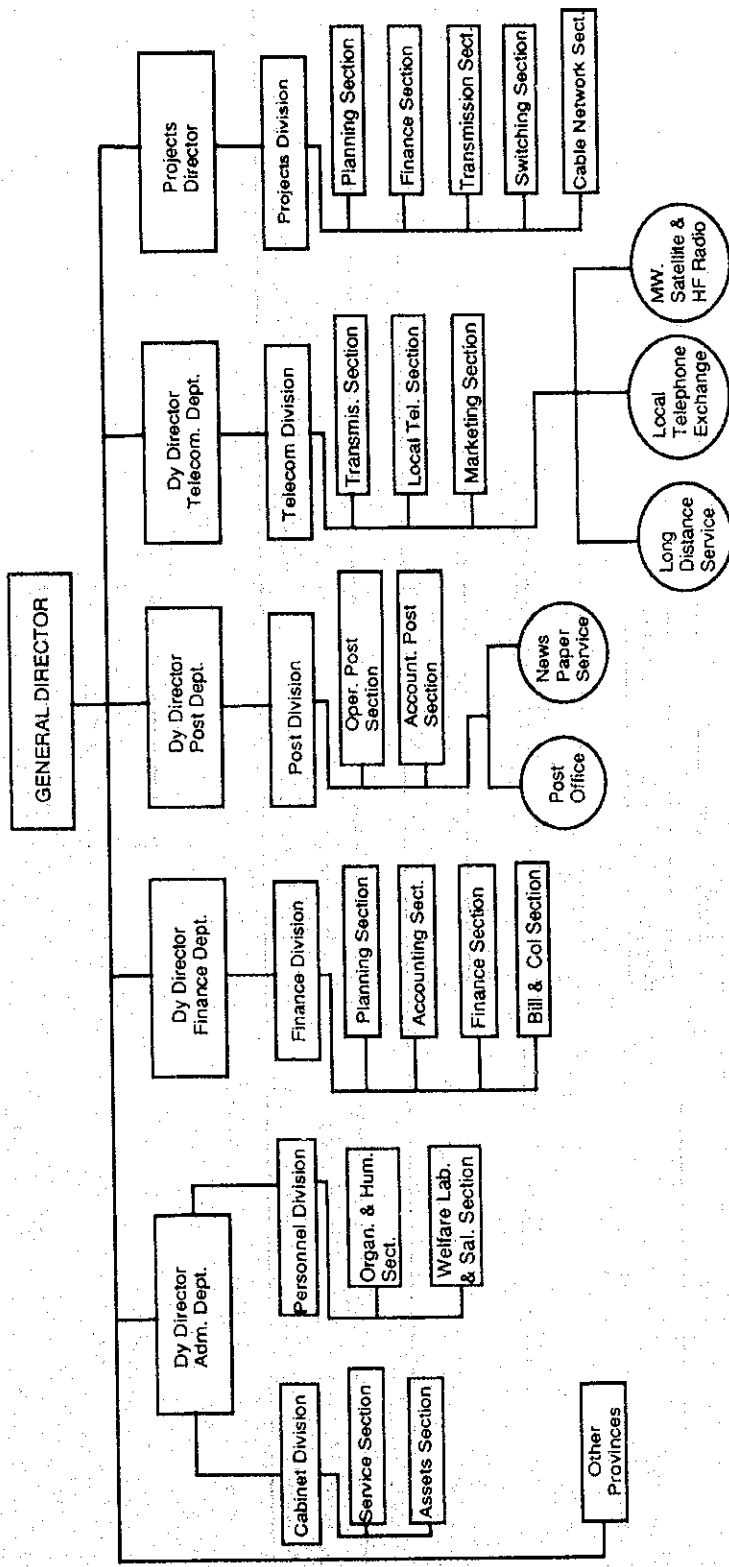 GENERAL DIRECTOR
Dy Director
Adm. Dept.
Dy Director
Finance Dept.
Dy Director
Post Dept.
Dy Director
Telecom. Dept.
Projects
Director
Cabinet Division
Service Section
Assets Section
Personnel Division
Organ. & Hum.
Sect.
Welfare Lab.
& Sal. Section
Finance Division
Planning Section
Accounting Sect.
Finance Section
Bill & Col Section
Post Division
Oper. Post
Section
Account. Post
Section
Post
Office
News
Paper
Service
Telecom Division
Transmis. Section
Local Tel. Section
Marketing Section
Long
Distance
Service
Local
Telephone
Exchange
MW.
Satellite &
HF Radio
Projects Division
Planning Section
Finance Section
Transmission Sect.
Switching Section
Cable Network Sect.
Other
Provinces